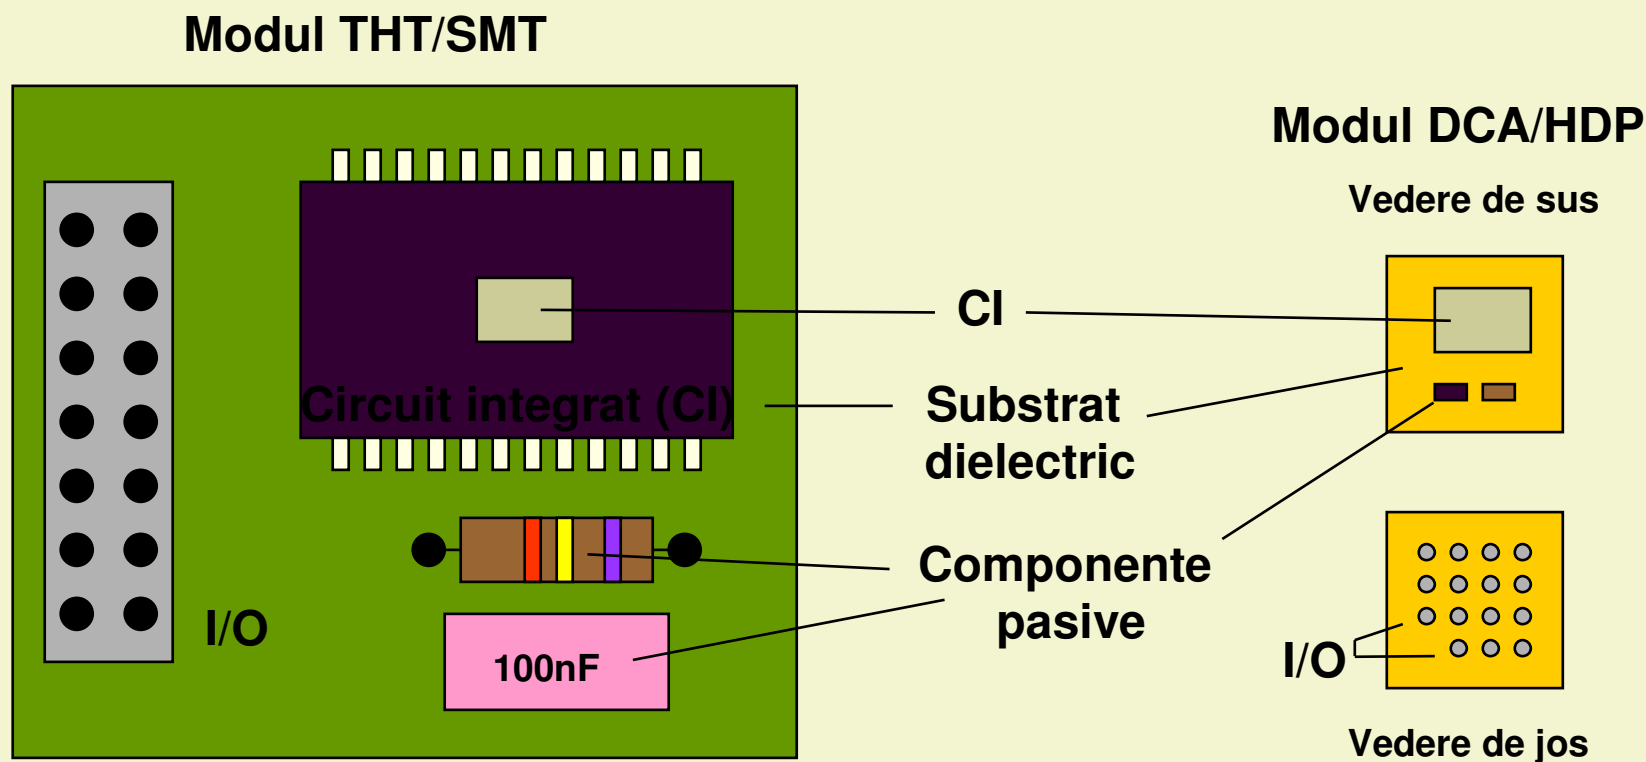 Modul THT/SMT
Modul DCA/HDP
Vedere de sus
CI
Circuit integrat (CI)
Substrat
dielectric
Componente
pasive
I/O
100nF
I/O
Vedere de jos